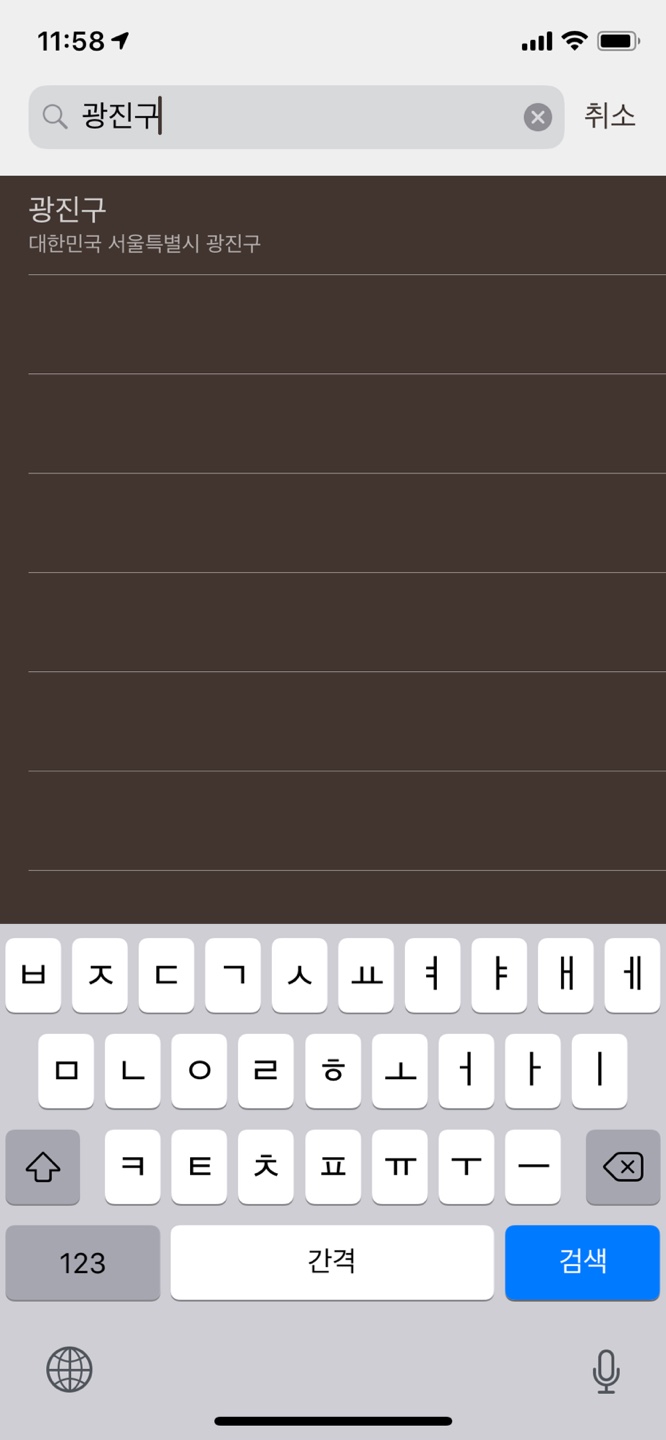 11:58
광진구 취소
광진구
대한민국 서울특별시 광진구
ㅂ ㅈ ㄷ ㄱ ㅅ ㅛ ㅕ ㅑ ㅐ ㅔ
ㅁ ㄴ ㅇ ㄹ ㅎ ㅗ ㅓ ㅏ ㅣ
ㅋ ㅌ ㅊ ㅍ ㅠ ㅜ ㅡ
123 간격 검색